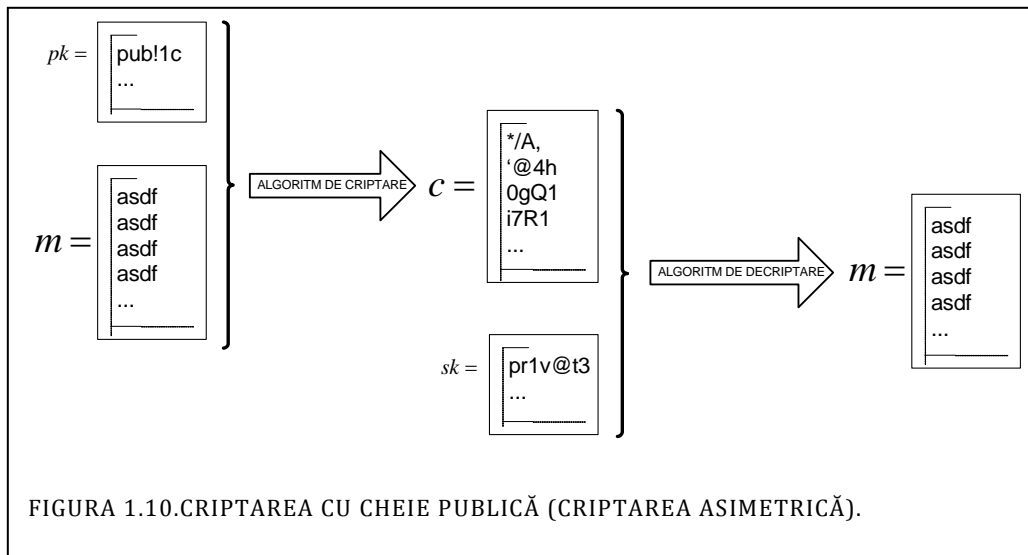 pk =
pub!1c
...
m =
asdf
asdf
asdf
asdf
...
ALGORITM DE CRIPTARE
c =
*/A,
‘@4h
0gQ1
i7R1
...
sk =
pr1v@t3
...
ALGORITM DE DECRIPTARE
m =
asdf
asdf
asdf
asdf
...
FIGURA 1.10.CRIPTAREA CU CHEIE PUBLICĂ (CRIPTAREA ASIMETRICĂ).